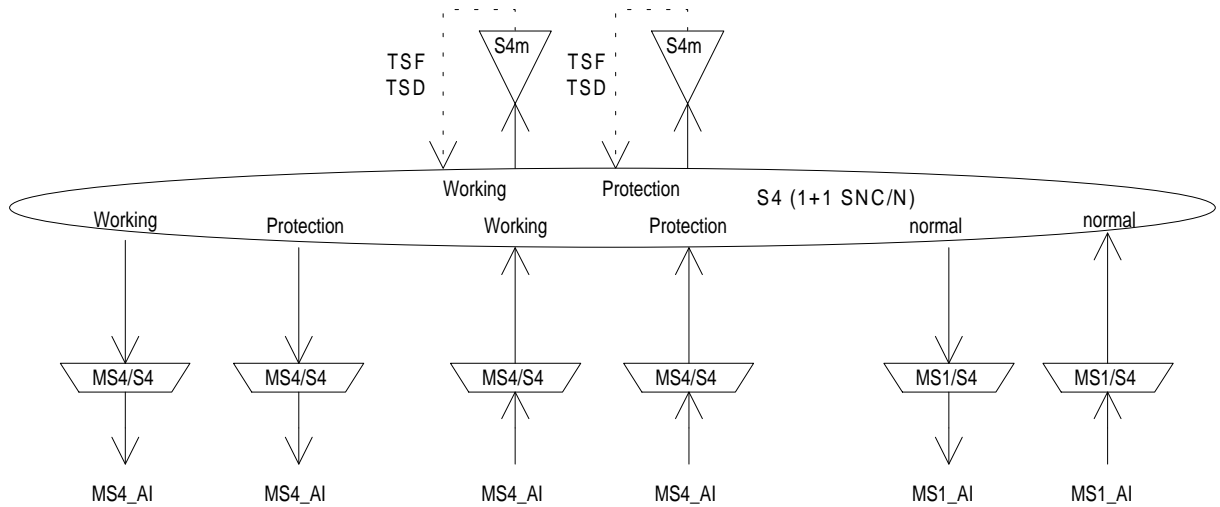 S4m
S4m
TSF
TSD
TSF
TSD
Working
Protection
S4 (1+1 SNC/N)
Working
Protection
Working
Protection
normal
normal
MS4/S4
MS4/S4
MS4/S4
MS4/S4
MS1/S4
MS1/S4
MS4_AI
MS4_AI
MS4_AI
MS4_AI
MS1_AI
MS1_AI